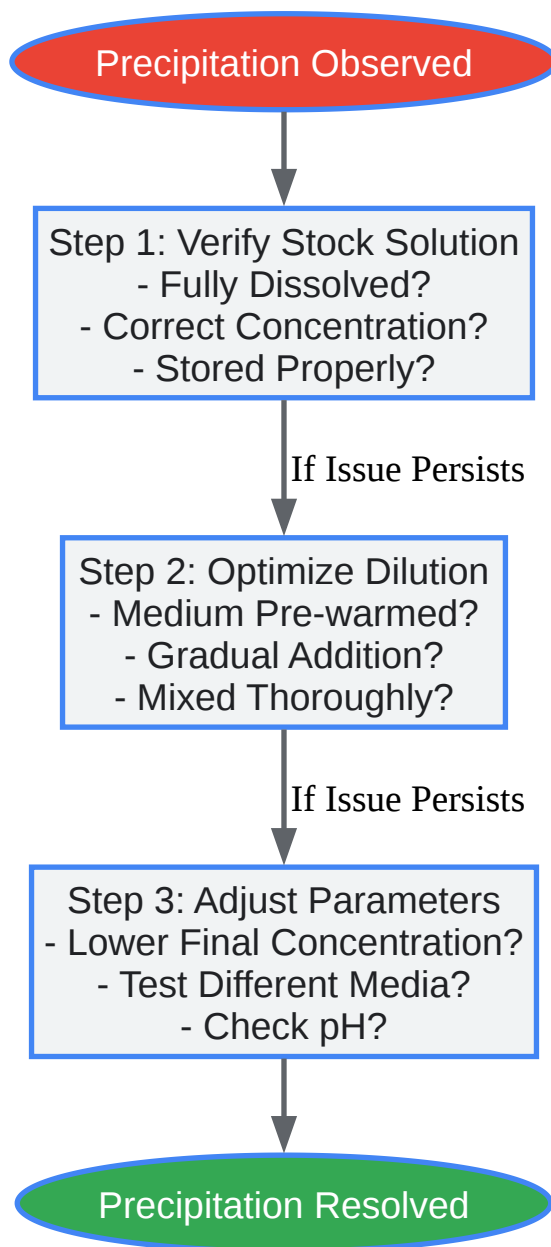 Precipitation Observed
Step 1: Verify Stock Solution
- Fully Dissolved?
- Correct Concentration?
- Stored Properly?
If Issue Persists
Step 2: Optimize Dilution
- Medium Pre-warmed?
- Gradual Addition?
- Mixed Thoroughly?
If Issue Persists
Step 3: Adjust Parameters
- Lower Final Concentration?
- Test Different Media?
- Check pH?
Precipitation Resolved